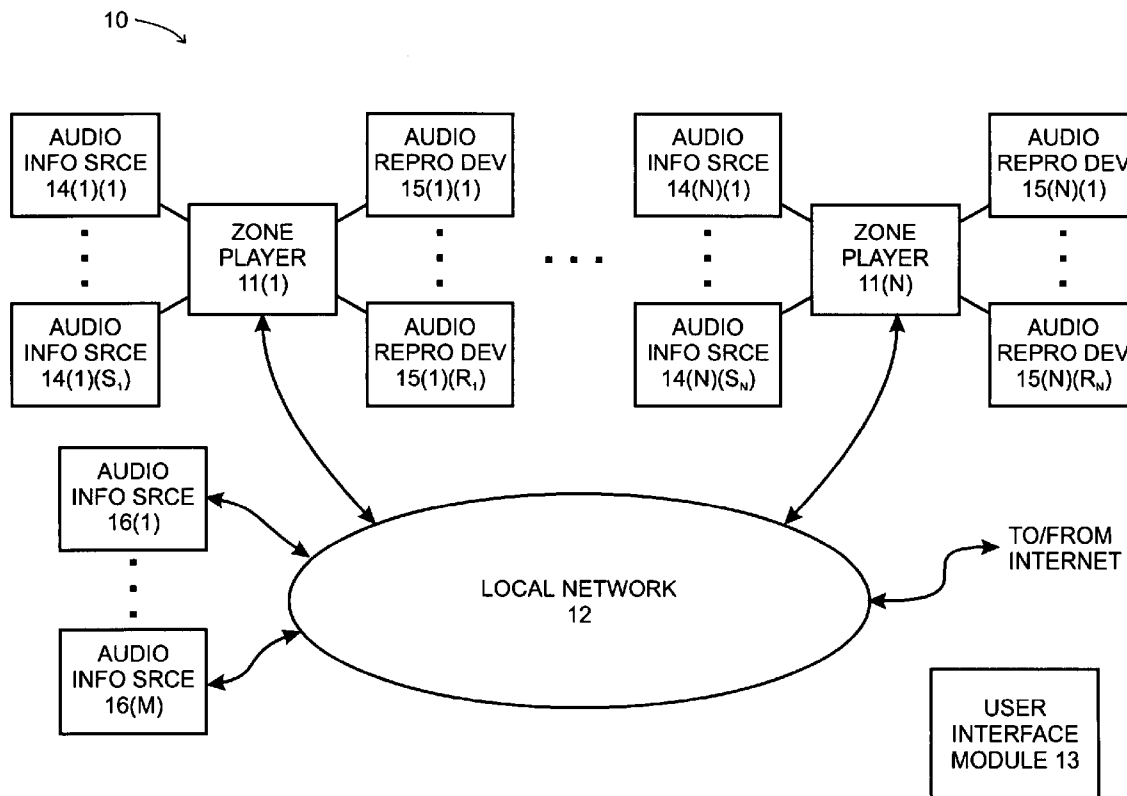 10
AUDIO
INFO SRCE
14(1)(1)
AUDIO
REPRO DEV
15(1)(1)
AUDIO
INFO SRCE
14(N)(1)
AUDIO
REPRO DEV
15(N)(1)
ZONE
PLAYER
11(1)
ZONE
PLAYER
11(N)
AUDIO
INFO SRCE
14(1)(S₁)
AUDIO
REPRO DEV
15(1)(R₁)
AUDIO
INFO SRCE
14(N)(S_N)
AUDIO
REPRO DEV
15(N)(R_N)
AUDIO
INFO SRCE
16(1)
AUDIO
INFO SRCE
16(M)
LOCAL NETWORK
12
TO/FROM
INTERNET
USER
INTERFACE
MODULE 13